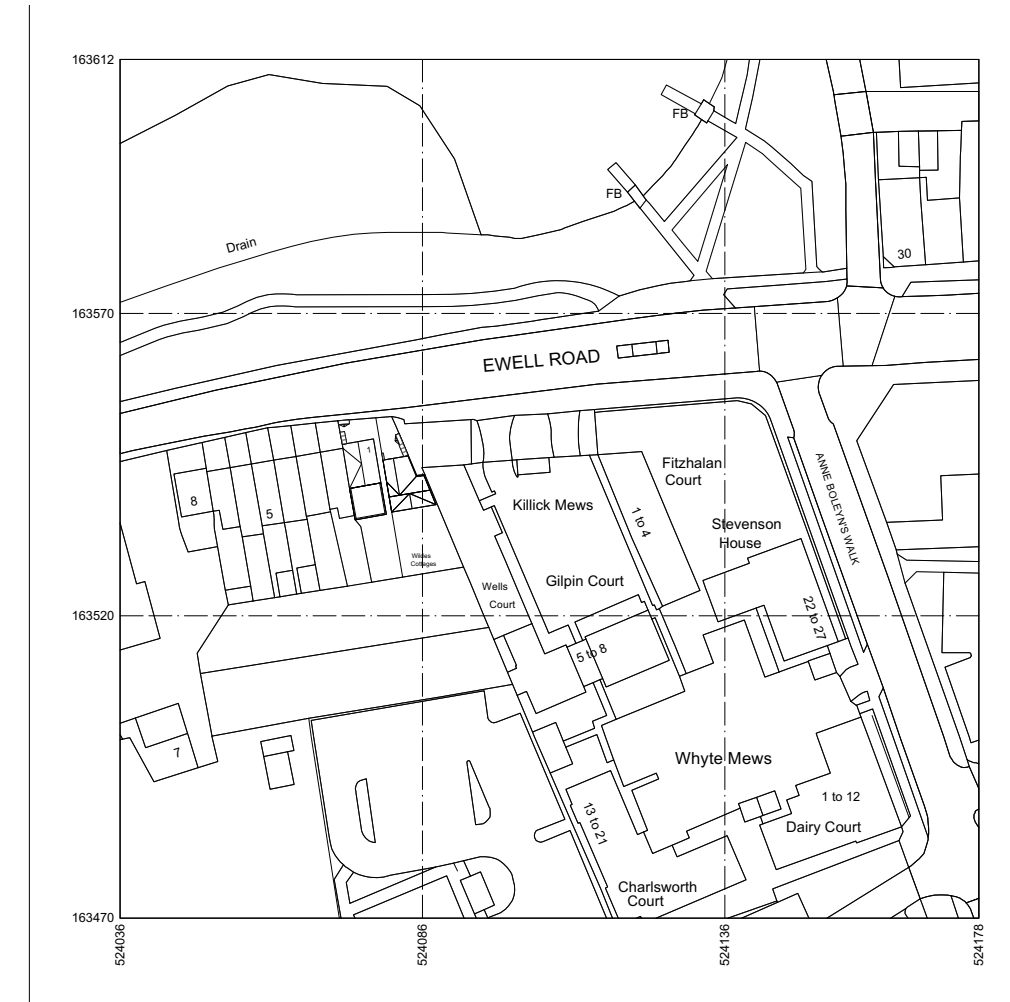 163612
FB
FB
Drain
30
163570
EWELL ROAD
1
Fitzhalan
Court
ANNE BOLEYN'S WALK
8
5
Killick Mews
1 to 4
Stevenson
House
Wildes
Cottages
Wells
Court
Gilpin Court
163520
22 to 27
5 to 8
7
Whyte Mews
1 to 12
13 to 21
Dairy Court
Charlsworth
Court
163470
524036
524086
524136
524178